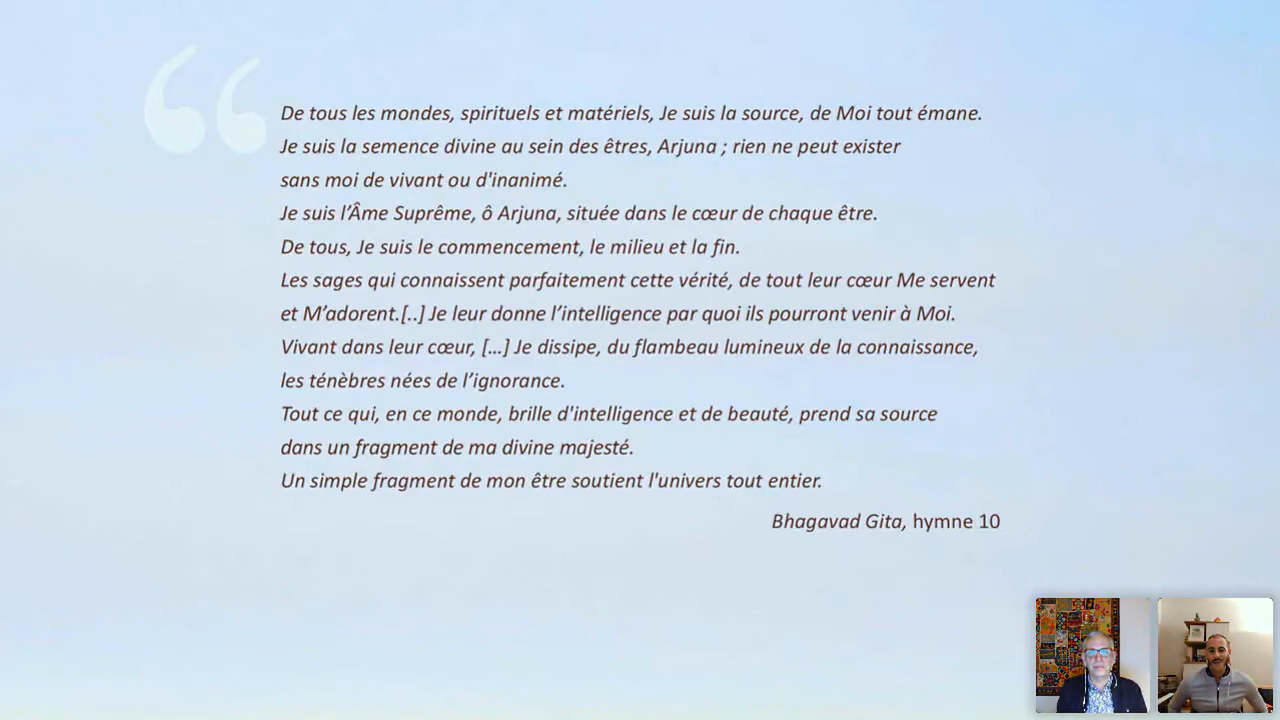 De tous les mondes, spirituels et matériels, Je suis la source, de Moi tout émane.
Je suis la semence divine au sein des êtres, Arjuna ; rien ne peut exister
sans moi de vivant ou d'inanimé.
Je suis l’Âme Suprême, ô Arjuna, située dans le cœur de chaque être.
De tous, Je suis le commencement, le milieu et la fin.
Les sages qui connaissent parfaitement cette vérité, de tout leur cœur Me servent
et M’adorent.[..] Je leur donne l’intelligence par quoi ils pourront venir à Moi.
Vivant dans leur cœur, […] Je dissipe, du flambeau lumineux de la connaissance,
les ténèbres nées de l’ignorance.
Tout ce qui, en ce monde, brille d'intelligence et de beauté, prend sa source
dans un fragment de ma divine majesté.
Un simple fragment de mon être soutient l'univers tout entier.
Bhagavad Gita, hymne 10